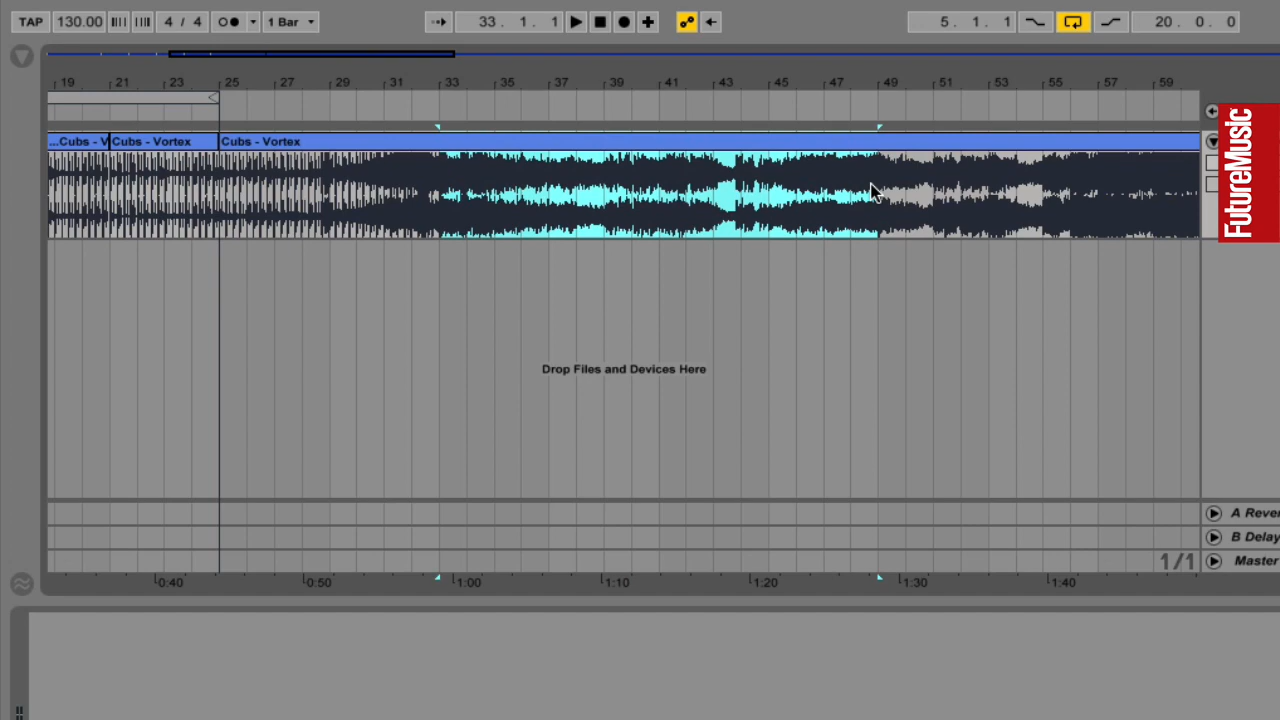 TAP 130.00 4 / 4 1 Bar 33. 1. 1 5. 1. 1 20. 0. 0
19 21 23 25 27 29 31 33 35 37 39 41 43 45 47 49 51 53 55 57 59
FutureMusic
...Cubs - V Cubs - Vortex Cubs - Vortex
Drop Files and Devices Here
A Rever
B Delay
1/1 Master
0:40 0:50 1:00 1:10 1:20 1:30 1:40